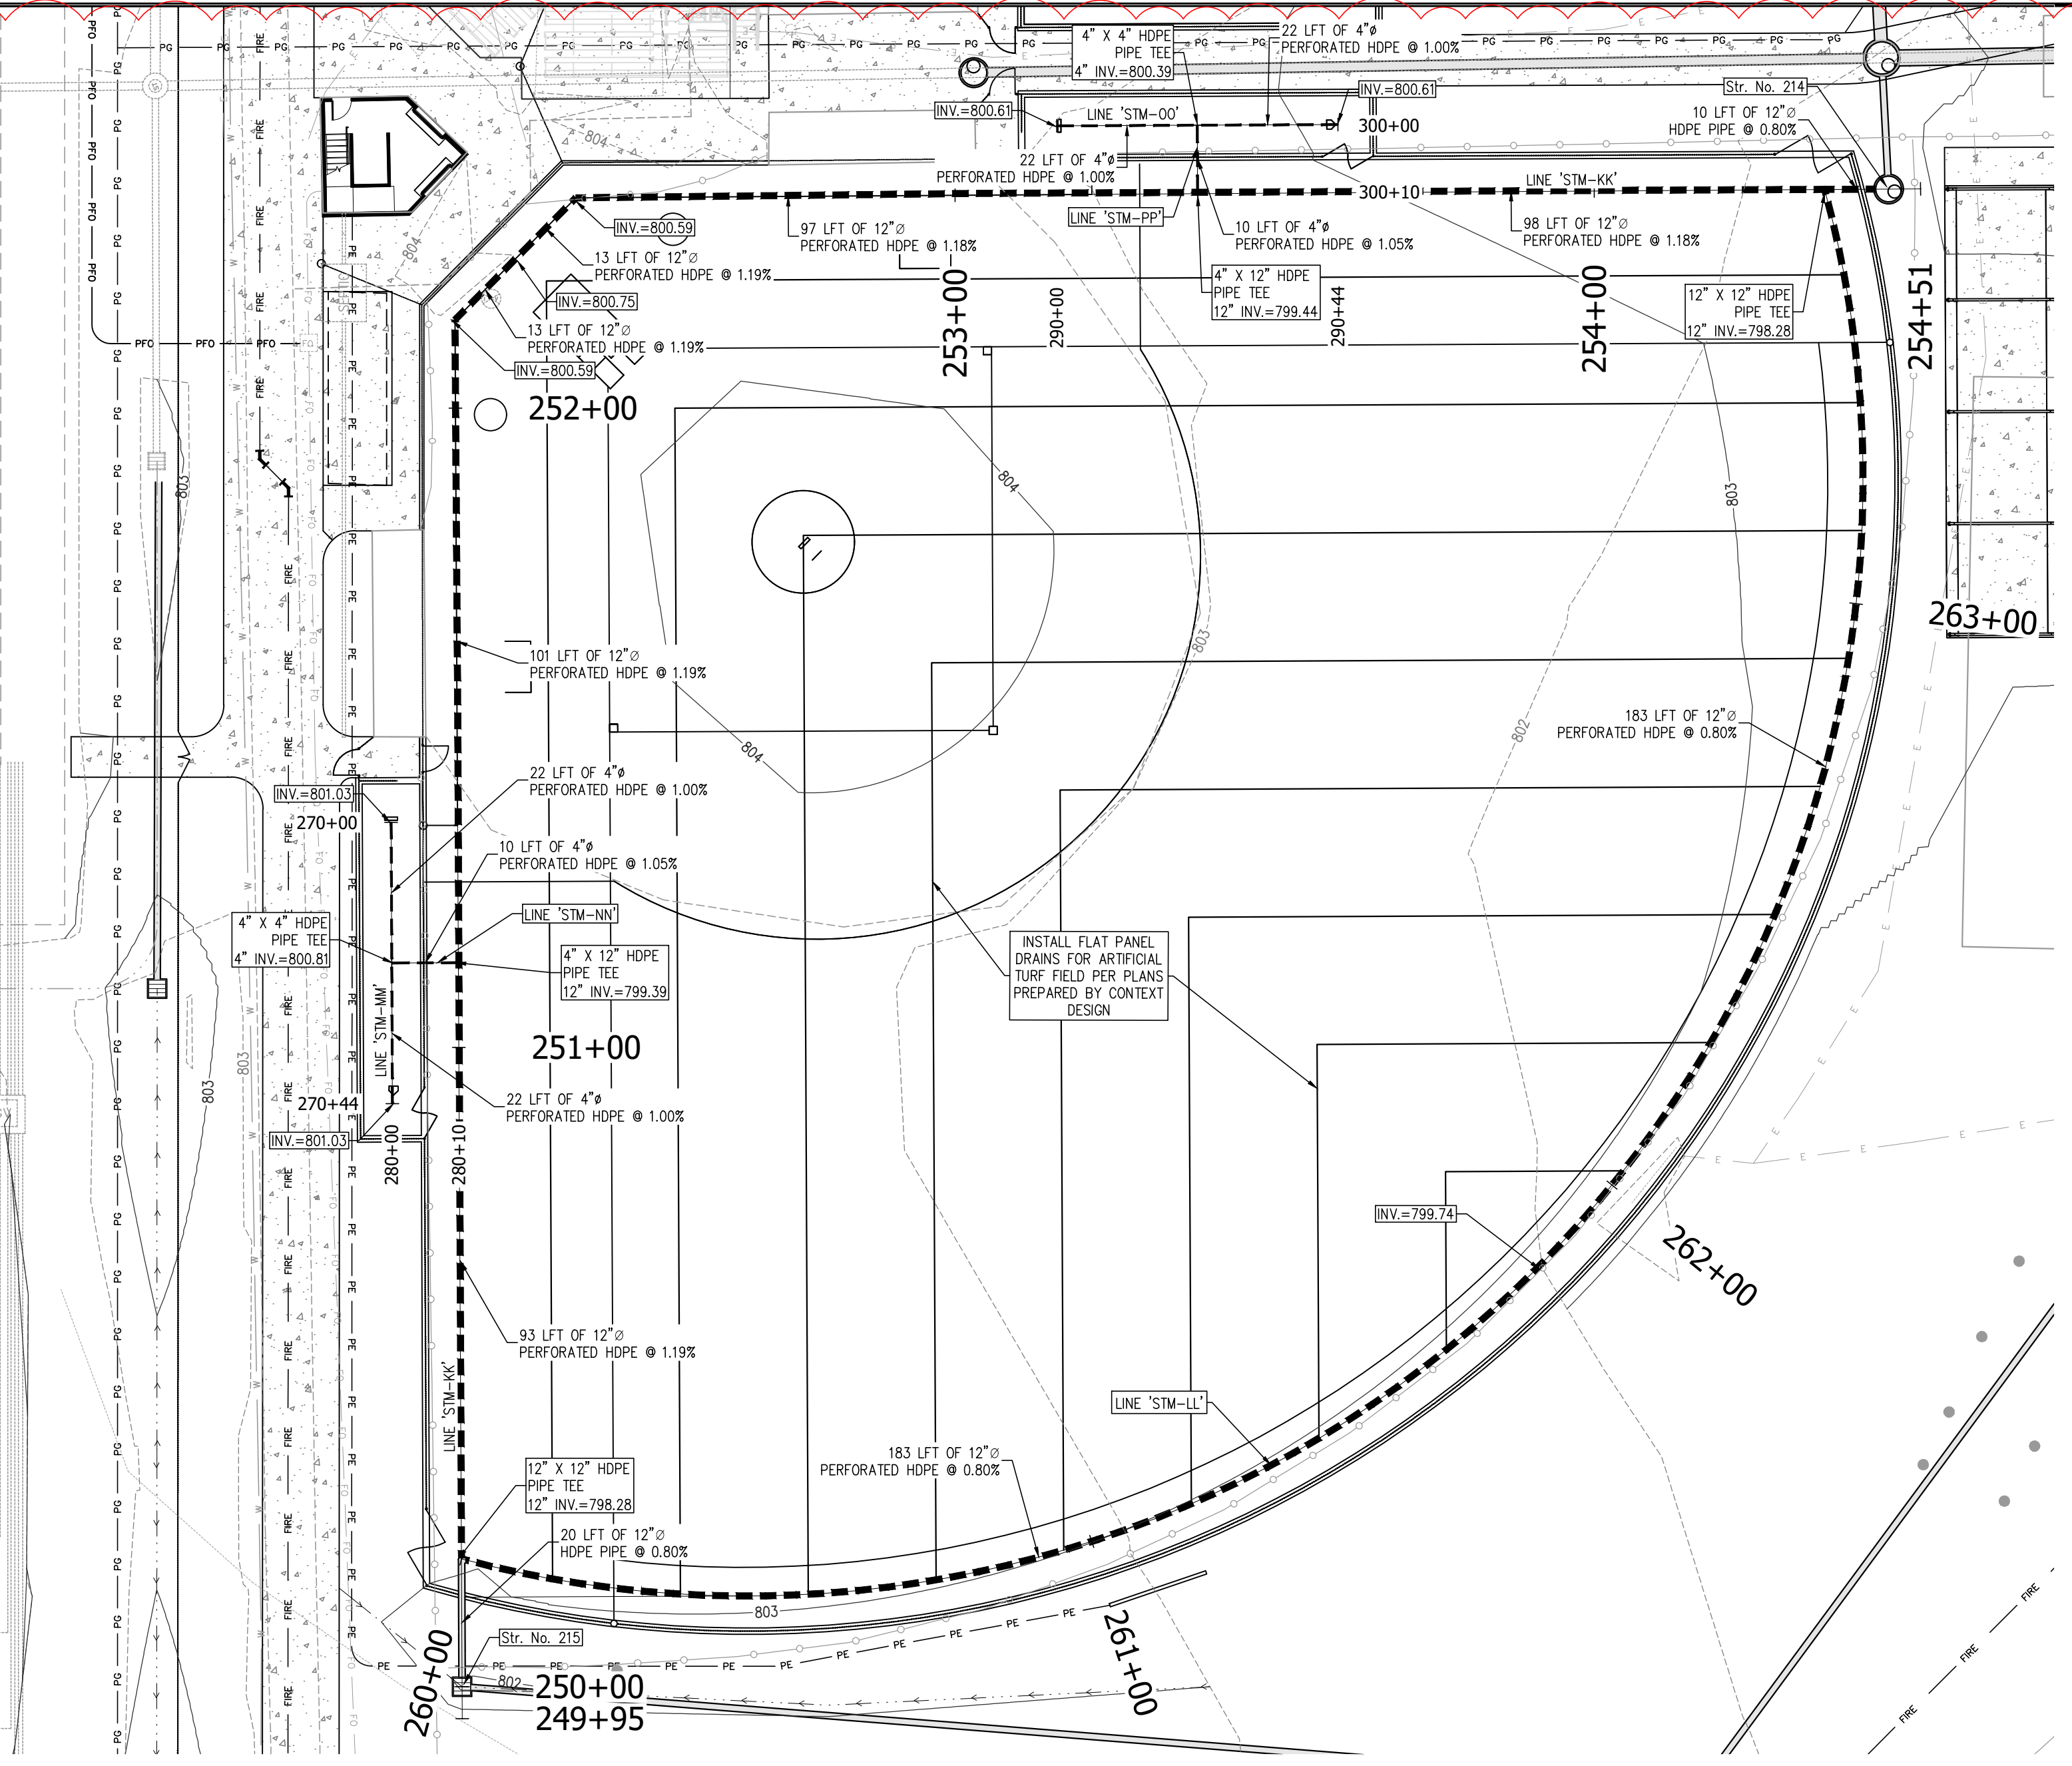 4" X 4" HDPE
PIPE TEE
4" INV.=800.39
22 LFT OF 4"ø
PERFORATED HDPE @ 1.00%
INV.=800.61
INV.=800.61
LINE 'STM-OO'
300+00
Str. No. 214
10 LFT OF 12"Ø
HDPE PIPE @ 0.80%
22 LFT OF 4"ø
PERFORATED HDPE @ 1.00%
LINE 'STM-KK'
300+10
LINE 'STM-PP'
INV.=800.59
97 LFT OF 12"Ø
PERFORATED HDPE @ 1.18%
10 LFT OF 4"ø
PERFORATED HDPE @ 1.05%
98 LFT OF 12"Ø
PERFORATED HDPE @ 1.18%
13 LFT OF 12"Ø
PERFORATED HDPE @ 1.19%
INV.=800.75
4" X 12" HDPE
PIPE TEE
12" INV.=799.44
12" X 12" HDPE
PIPE TEE
12" INV.=798.28
13 LFT OF 12"Ø
PERFORATED HDPE @ 1.19%
INV.=800.59
253+00
290+00
290+44
254+00
254+51
252+00
804
804
804
804
803
803
803
802
263+00
101 LFT OF 12"Ø
PERFORATED HDPE @ 1.19%
183 LFT OF 12"Ø
PERFORATED HDPE @ 0.80%
22 LFT OF 4"ø
PERFORATED HDPE @ 1.00%
INV.=801.03
270+00
10 LFT OF 4"ø
PERFORATED HDPE @ 1.05%
4" X 4" HDPE
PIPE TEE
4" INV.=800.81
LINE 'STM-NN'
4" X 12" HDPE
PIPE TEE
12" INV.=799.39
INSTALL FLAT PANEL
DRAINS FOR ARTIFICIAL
TURF FIELD PER PLANS
PREPARED BY CONTEXT
DESIGN
LINE 'STM-MM'
251+00
803
803
270+44
22 LFT OF 4"ø
PERFORATED HDPE @ 1.00%
INV.=801.03
280+00
280+10
INV.=799.74
262+00
93 LFT OF 12"Ø
PERFORATED HDPE @ 1.19%
LINE 'STM-KK'
LINE 'STM-LL'
183 LFT OF 12"Ø
PERFORATED HDPE @ 0.80%
12" X 12" HDPE
PIPE TEE
12" INV.=798.28
20 LFT OF 12"Ø
HDPE PIPE @ 0.80%
803
Str. No. 215
260+00
261+00
802
250+00
249+95
PG
PFO
FIRE
PE
FO
W
E